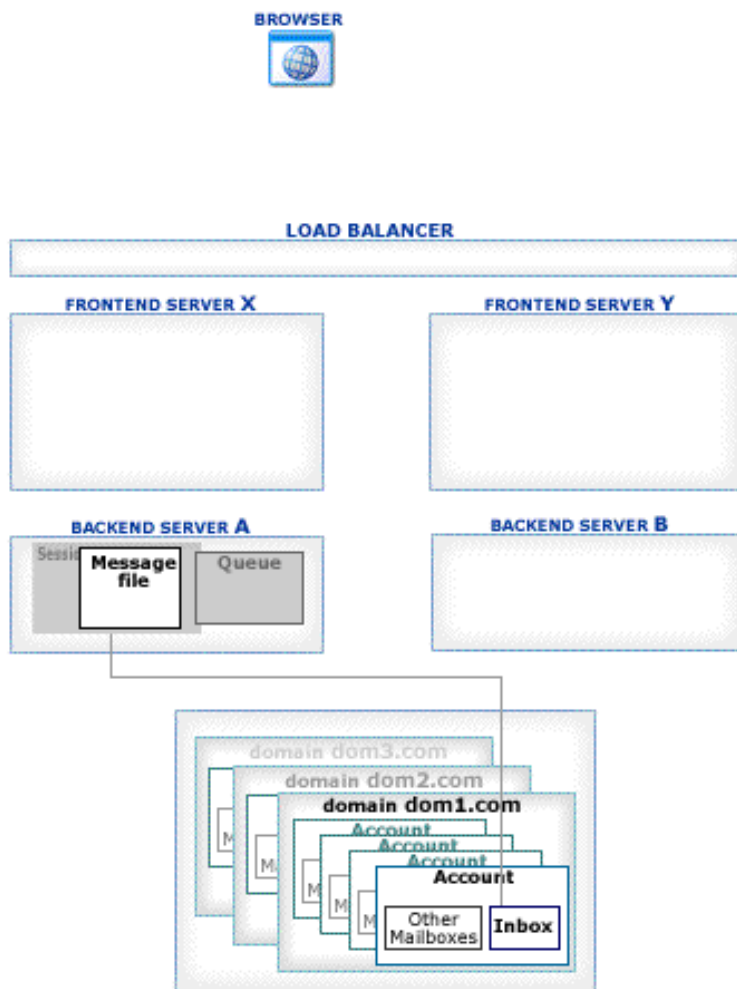 BROWSER
LOAD BALANCER
FRONTEND SERVER X
FRONTEND SERVER Y
BACKEND SERVER A
BACKEND SERVER B
Message
file
Queue
domain dom3.com
domain dom2.com
domain dom1.com
Account
Account
Account
Account
Other
Mailboxes
Inbox